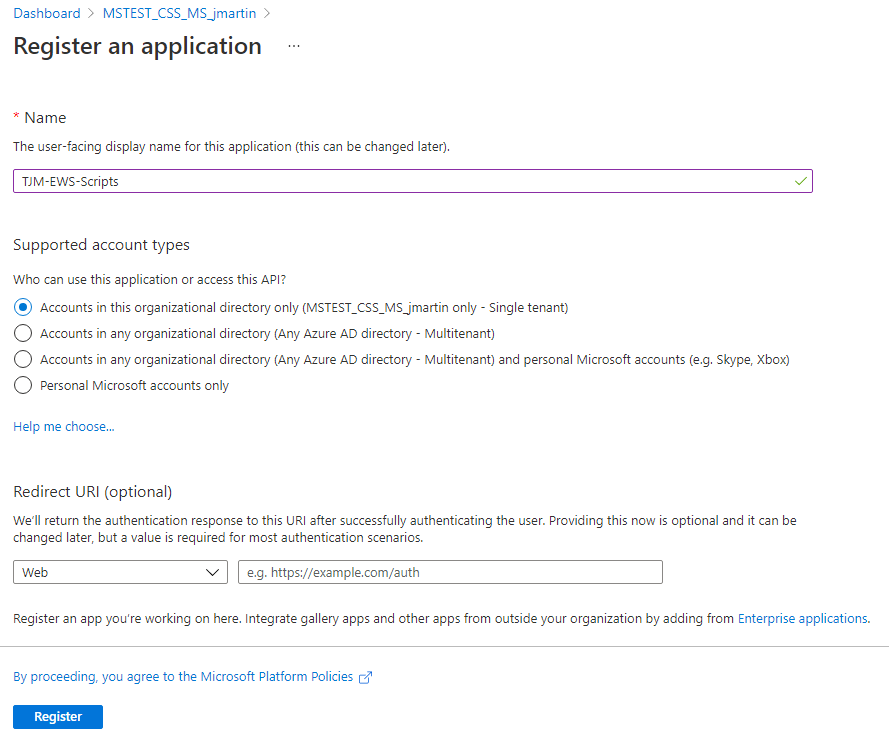 Dashboard > MSTEST_CSS_MS_jmartin >
Register an application ...
* Name
The user-facing display name for this application (this can be changed later).
TJM-EWS-Scripts
Supported account types
Who can use this application or access this API?
Accounts in this organizational directory only (MSTEST_CSS_MS_jmartin only - Single tenant)
Accounts in any organizational directory (Any Azure AD directory - Multitenant)
Accounts in any organizational directory (Any Azure AD directory - Multitenant) and personal Microsoft accounts (e.g. Skype, Xbox)
Personal Microsoft accounts only
Help me choose...
Redirect URI (optional)
We'll return the authentication response to this URI after successfully authenticating the user. Providing this now is optional and it can be
changed later, but a value is required for most authentication scenarios.
Web e.g. https://example.com/auth
Register an app you're working on here. Integrate gallery apps and other apps from outside your organization by adding from Enterprise applications.
By proceeding, you agree to the Microsoft Platform Policies
Register